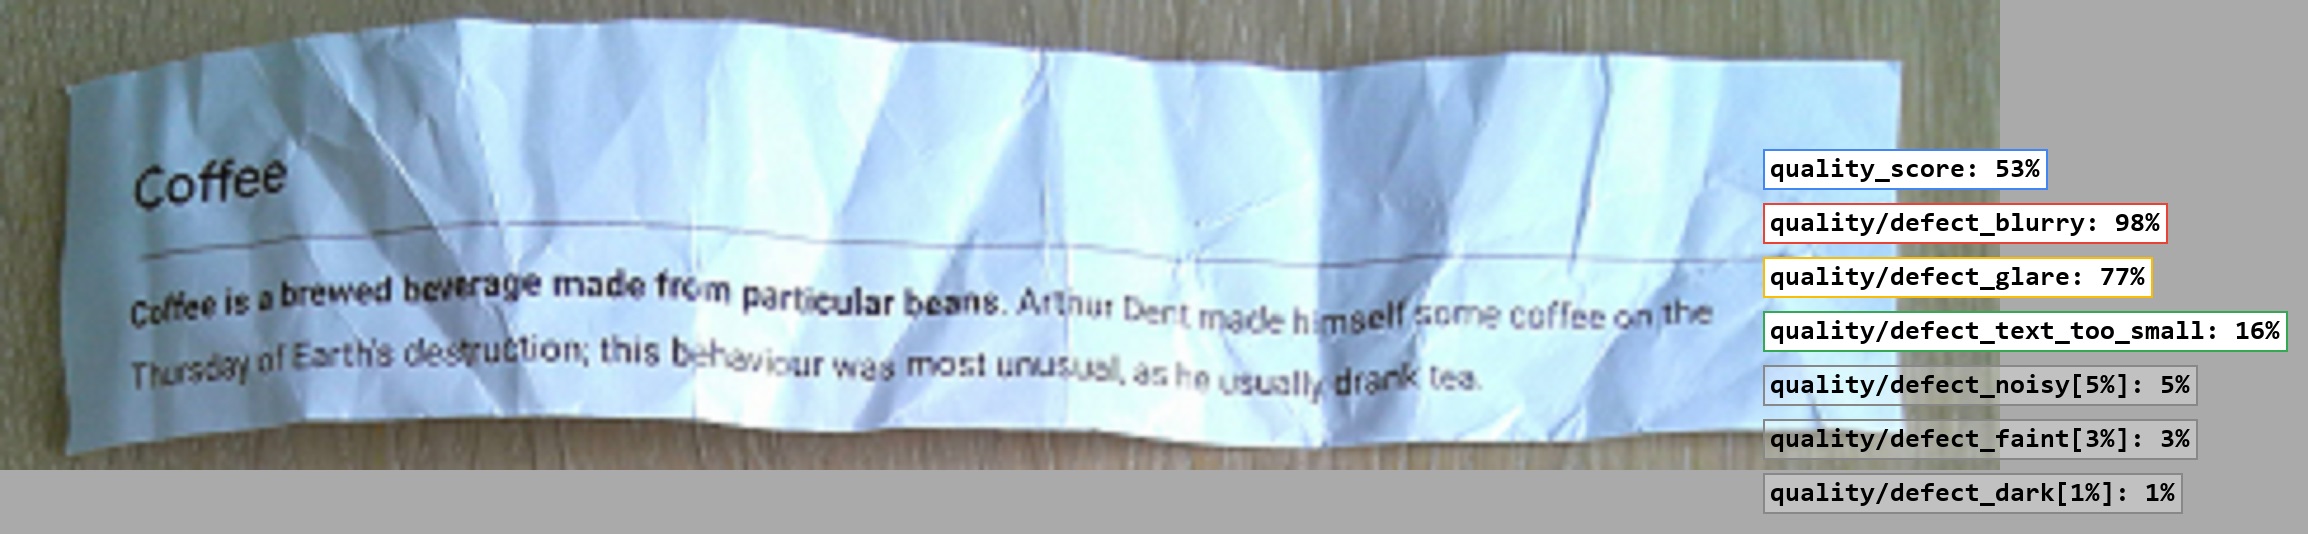 Coffee
Coffee is a brewed beverage made from particular beans. Arthur Dent made himself some coffee on the
Thursday of Earth's destruction; this behaviour was most unusual, as he usually drank tea.
quality_score: 53%
quality/defect_blurry: 98%
quality/defect_glare: 77%
quality/defect_text_too_small: 16%
quality/defect_noisy[5%]: 5%
quality/defect_faint[3%]: 3%
quality/defect_dark[1%]: 1%